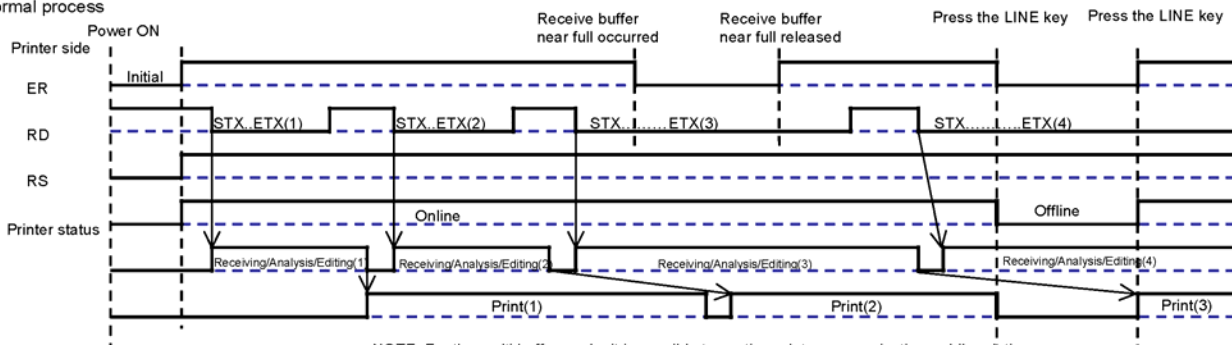 ormal process
Power ON
Printer side
Receive buffer
near full occurred
Receive buffer
near full released
Press the LINE key
Press the LINE key
Initial
ER
RD
STX..ETX(1)
STX..ETX(2)
STX.........ETX(3)
STX...........ETX(4)
RS
Printer status
Online
Offline
Receiving/Analysis/Editing(1)
Receiving/Analysis/Editing(2)
Receiving/Analysis/Editing(3)
Receiving/Analysis/Editing(4)
Print(1)
Print(2)
Print(3)